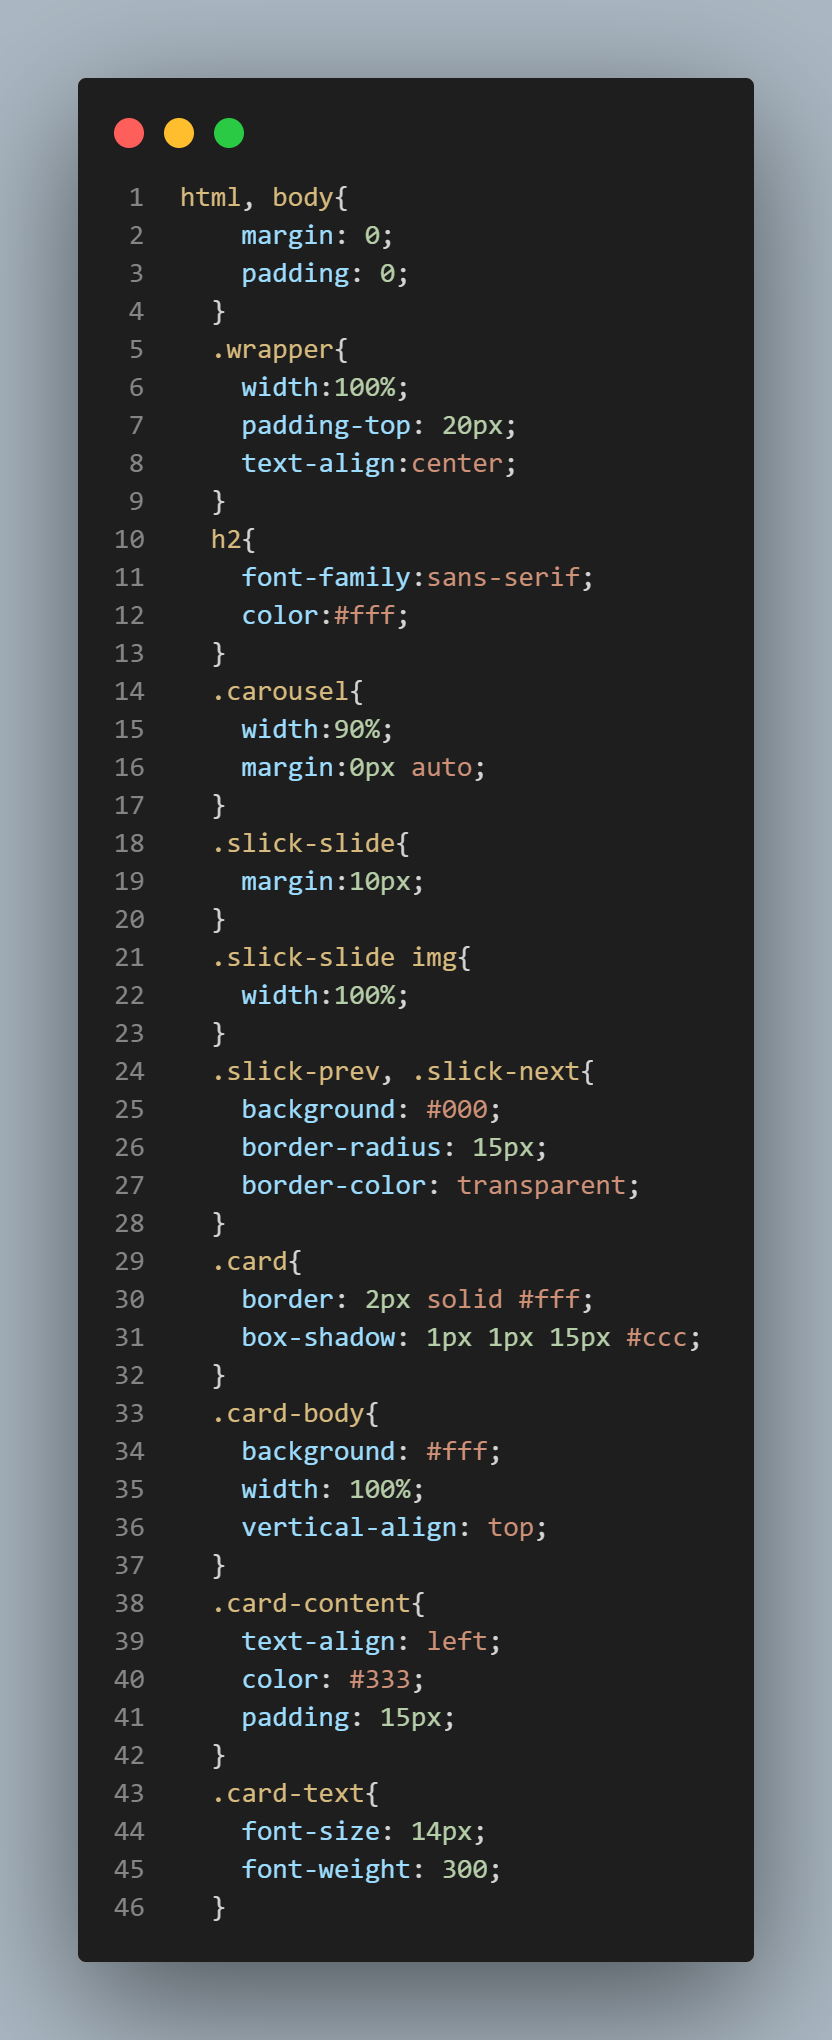 1 html, body{
2     margin: 0;
3     padding: 0;
4   }
5   .wrapper{
6     width:100%;
7     padding-top: 20px;
8     text-align:center;
9   }
10   h2{
11     font-family:sans-serif;
12     color:#fff;
13   }
14   .carousel{
15     width:90%;
16     margin:0px auto;
17   }
18   .slick-slide{
19     margin:10px;
20   }
21   .slick-slide img{
22     width:100%;
23   }
24   .slick-prev, .slick-next{
25     background: #000;
26     border-radius: 15px;
27     border-color: transparent;
28   }
29   .card{
30     border: 2px solid #fff;
31     box-shadow: 1px 1px 15px #ccc;
32   }
33   .card-body{
34     background: #fff;
35     width: 100%;
36     vertical-align: top;
37   }
38   .card-content{
39     text-align: left;
40     color: #333;
41     padding: 15px;
42   }
43   .card-text{
44     font-size: 14px;
45     font-weight: 300;
46   }